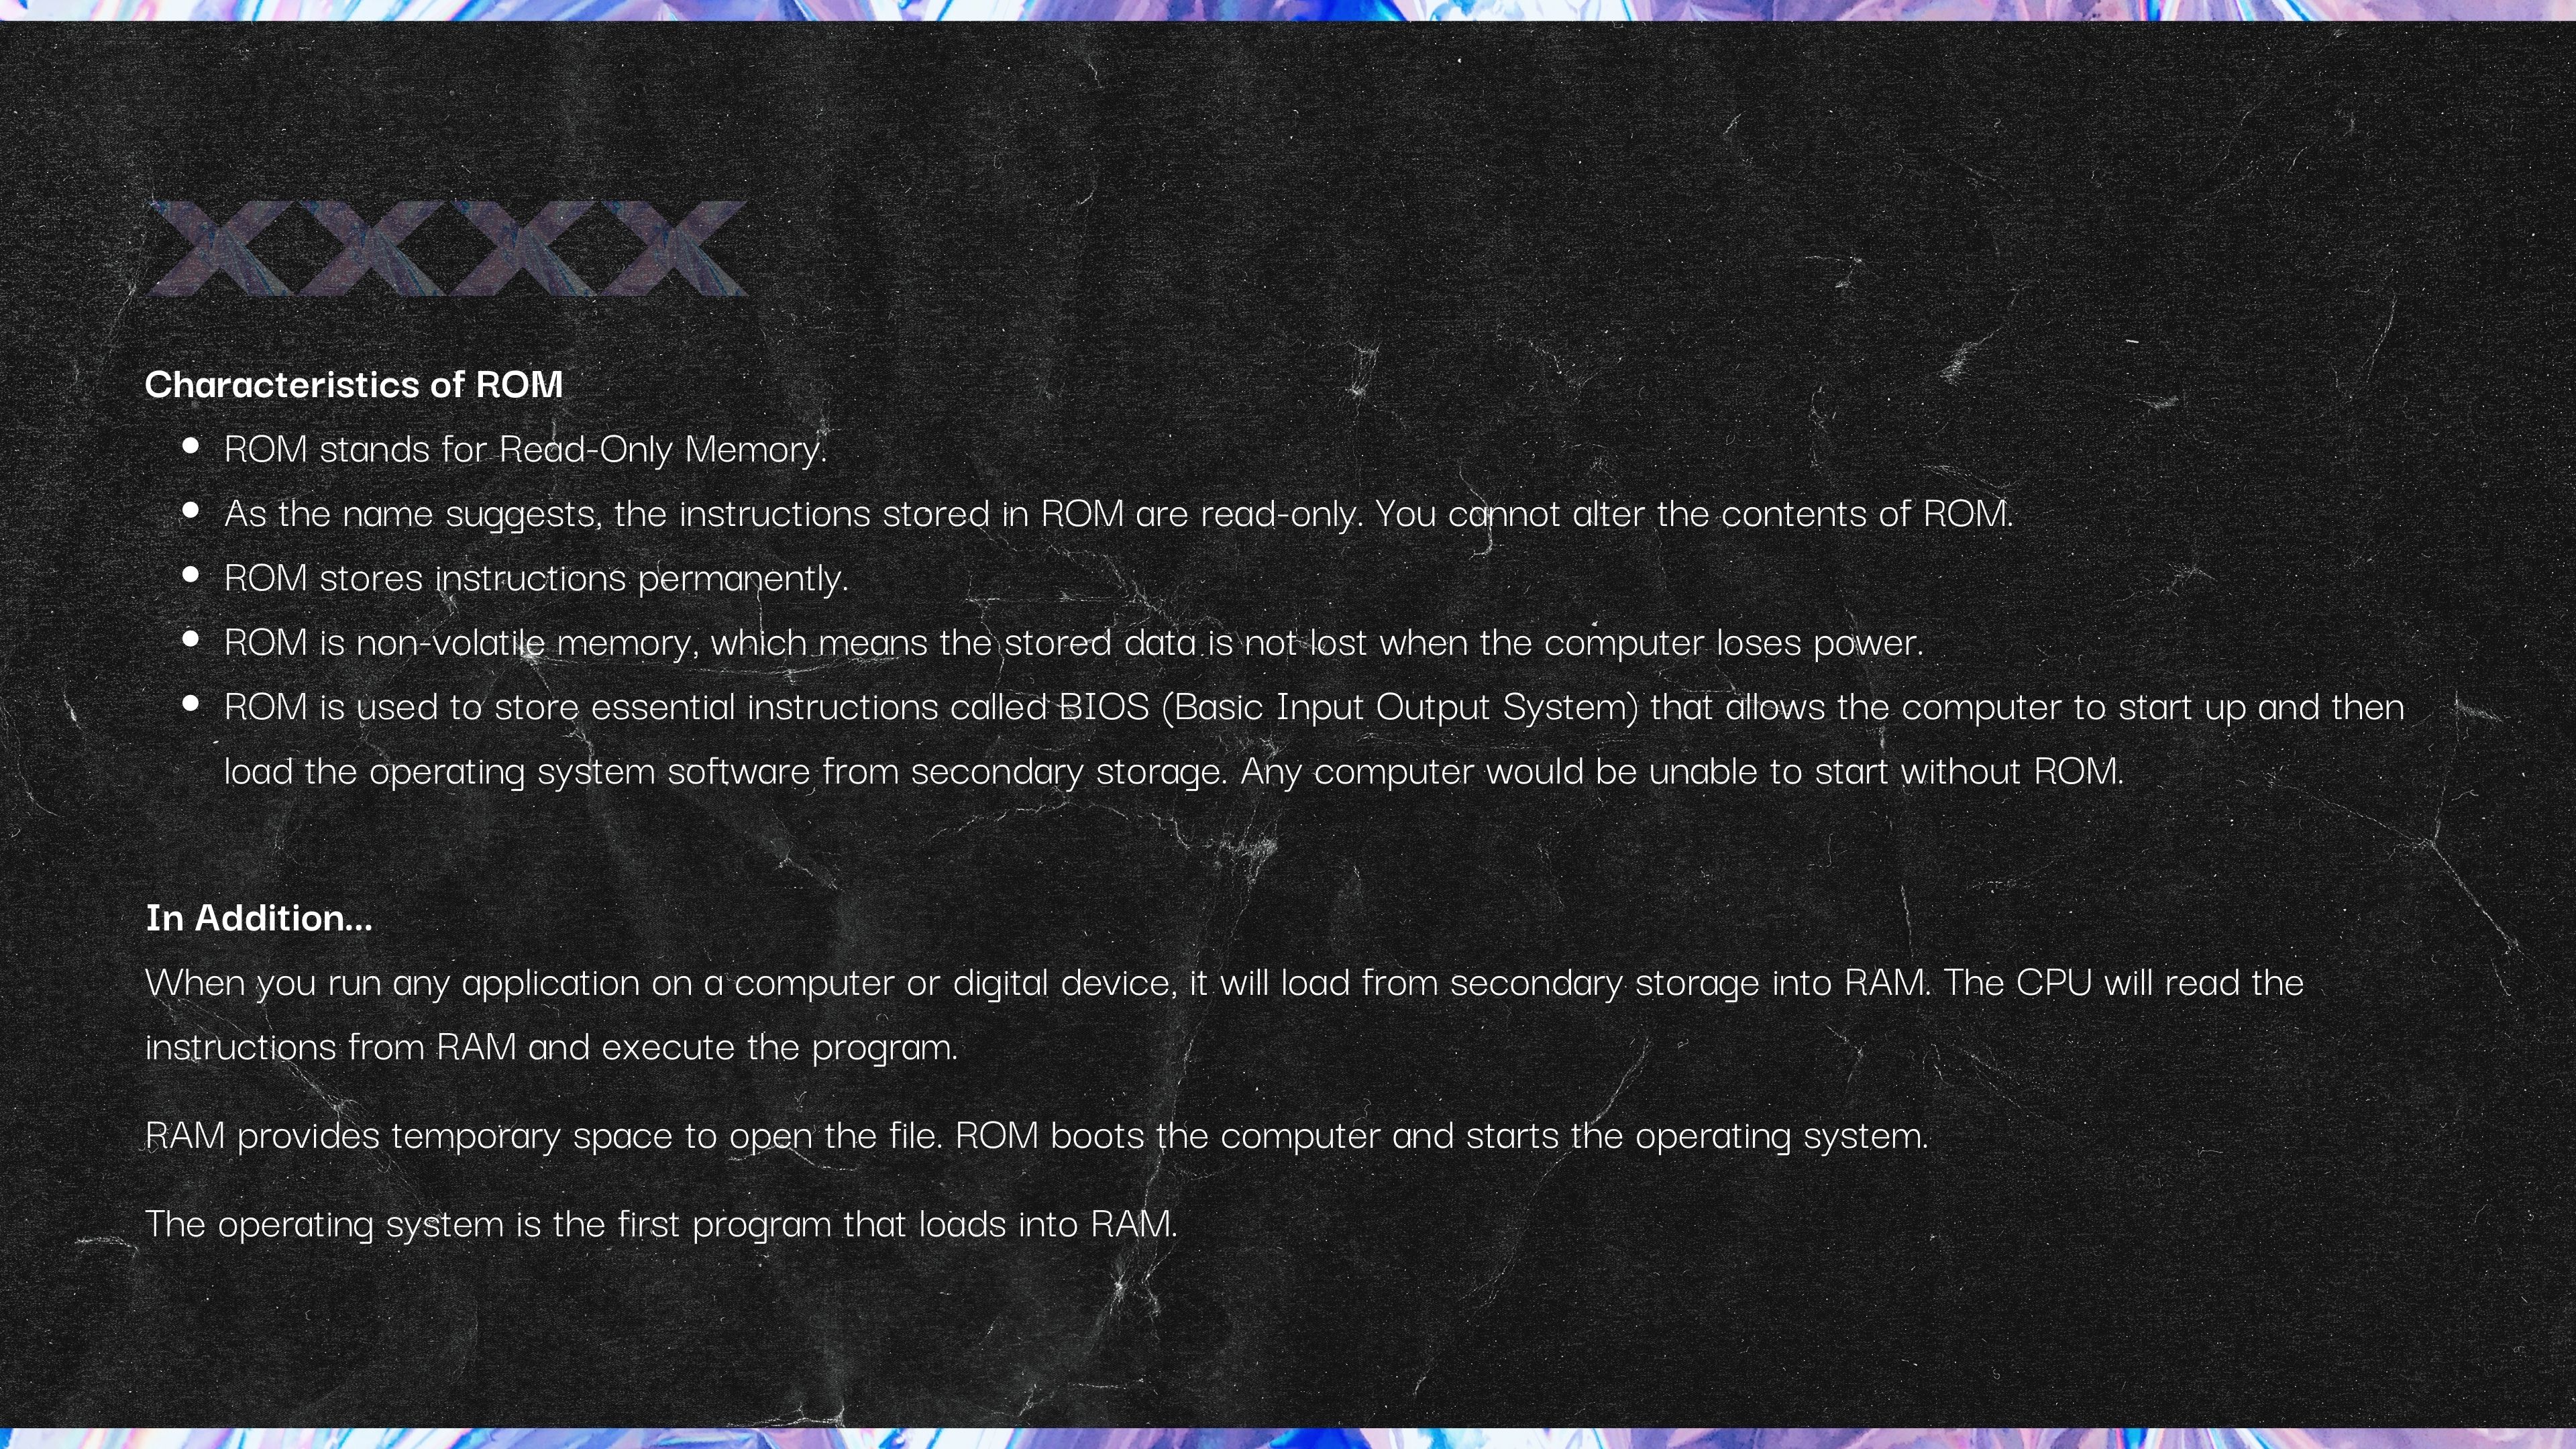 XXXX
Characteristics of ROM
• ROM stands for Read-Only Memory.
• As the name suggests, the instructions stored in ROM are read-only. You cannot alter the contents of ROM.
• ROM stores instructions permanently.
• ROM is non-volatile memory, which means the stored data is not lost when the computer loses power.
• ROM is used to store essential instructions called BIOS (Basic Input Output System) that allows the computer to start up and then
load the operating system software from secondary storage. Any computer would be unable to start without ROM.
In Addition...
When you run any application on a computer or digital device, it will load from secondary storage into RAM. The CPU will read the
instructions from RAM and execute the program.
RAM provides temporary space to open the file. ROM boots the computer and starts the operating system.
The operating system is the first program that loads into RAM.